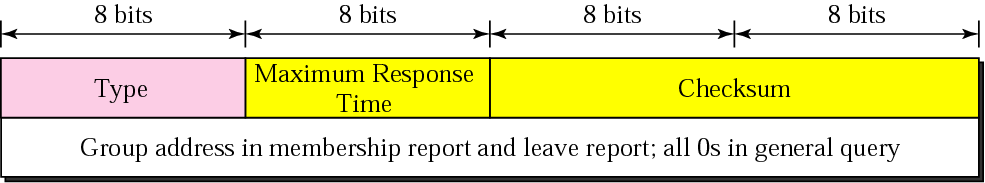 8 bits 8 bits 8 bits 8 bits
Type
Maximum Response
Time
Checksum
Group address in membership report and leave report; all 0s in general query